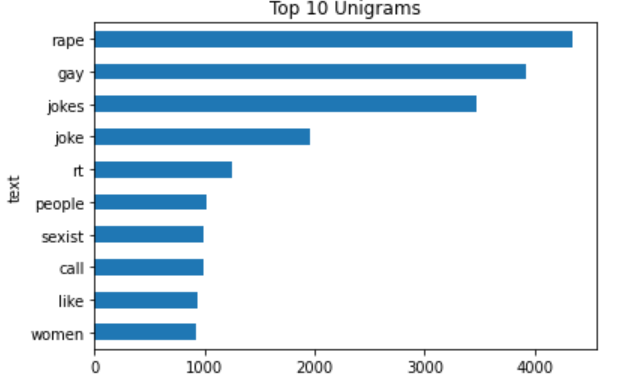 Top 10 Unigrams
rape
gay
jokes
joke
rt
people
sexist
call
like
women
text
0 1000 2000 3000 4000